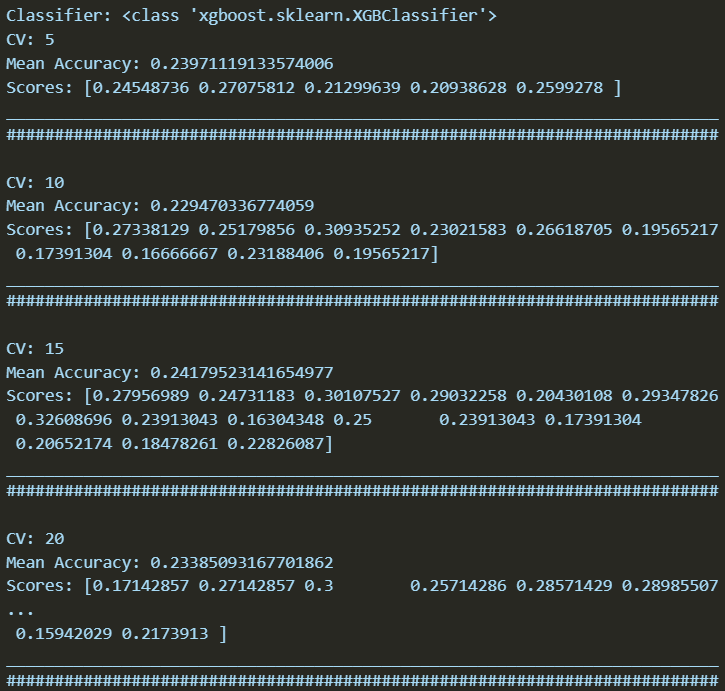 Classifier: <class 'xgboost.sklearn.XGBClassifier'>
CV: 5
Mean Accuracy: 0.23971119133574006
Scores: [0.24548736 0.27075812 0.21299639 0.20938628 0.2599278 ]
__________________________________________________________________________
##########################################################################
CV: 10
Mean Accuracy: 0.229470336774059
Scores: [0.27338129 0.25179856 0.30935252 0.23021583 0.26618705 0.19565217
 0.17391304 0.16666667 0.23188406 0.19565217]
__________________________________________________________________________
##########################################################################
CV: 15
Mean Accuracy: 0.24179523141654977
Scores: [0.27956989 0.24731183 0.30107527 0.29032258 0.20430108 0.29347826
 0.32608696 0.23913043 0.16304348 0.25       0.23913043 0.17391304
 0.20652174 0.18478261 0.22826087]
__________________________________________________________________________
##########################################################################
CV: 20
Mean Accuracy: 0.23385093167701862
Scores: [0.17142857 0.27142857 0.3        0.25714286 0.28571429 0.28985507
...
 0.15942029 0.2173913 ]
__________________________________________________________________________
##########################################################################